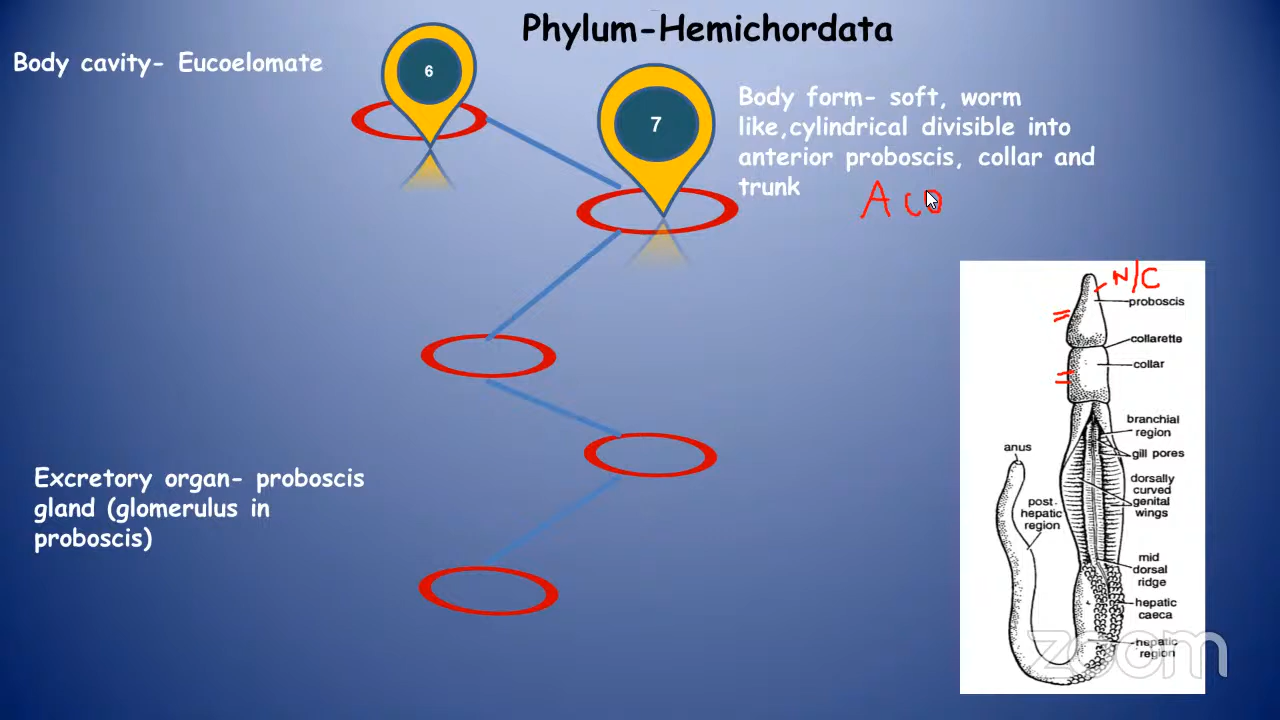 Phylum-Hemichordata
Body cavity- Eucoelomate
6
7
Body form- soft, worm
like,cylindrical divisible into
anterior proboscis, collar and
trunk
A co
N/C
proboscis
collarette
collar
branchial
region
gill pores
anus
dorsally
curved
genital
wings
post-
hepatic
region
mid
dorsal
ridge
hepatic
caeca
hepatic
region
Excretory organ- proboscis
gland (glomerulus in
proboscis)
zoom